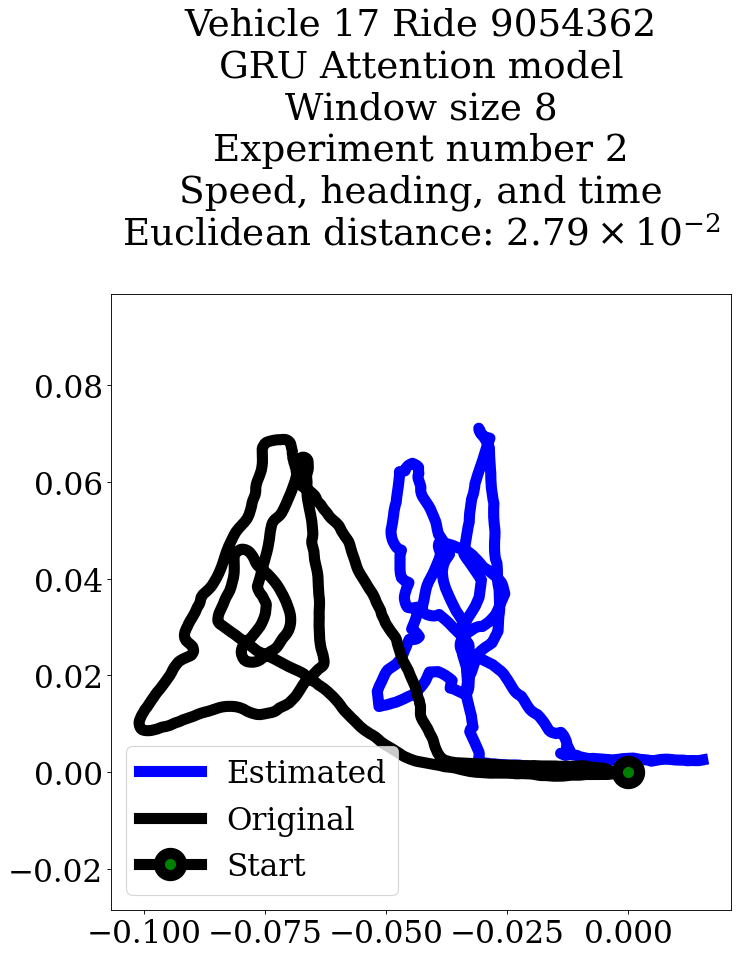 Vehicle 17 Ride 9054362
GRU Attention model
Window size 8
Experiment number 2
Speed, heading, and time
Euclidean distance: 2.79 × 10⁻²
0.08
0.06
0.04
0.02
0.00
−0.02
Estimated
Original
Start
−0.100 −0.075 −0.050 −0.025 0.000